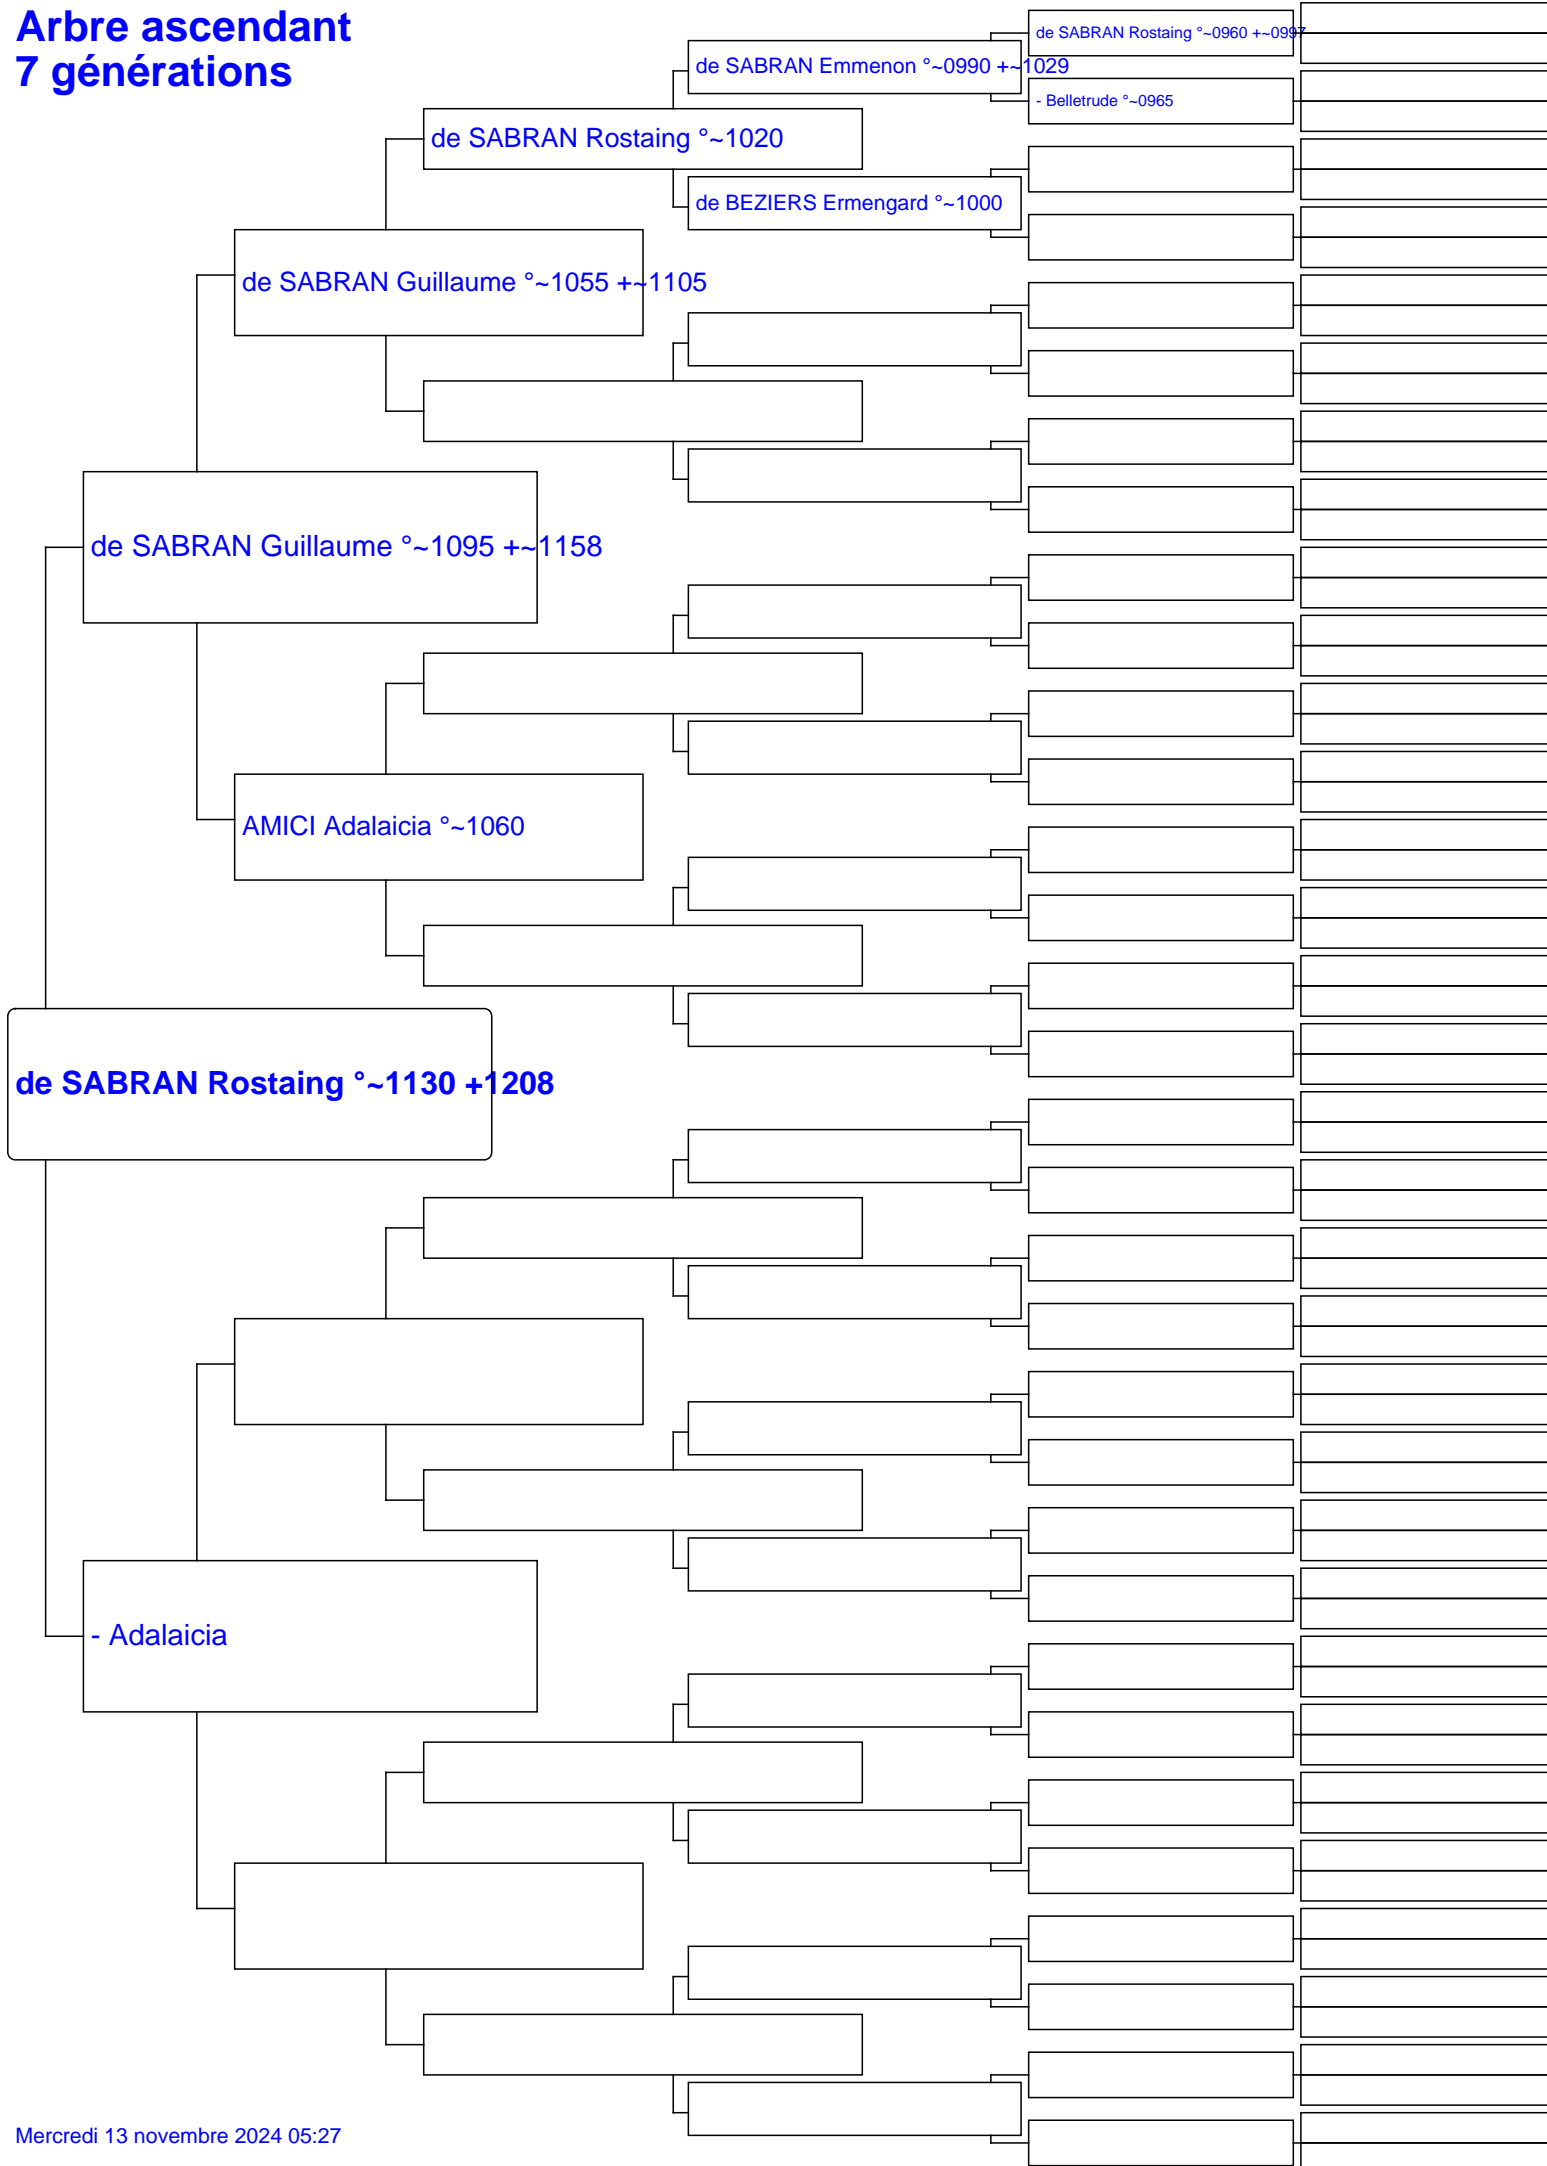 Arbre ascendant
7 générations
de SABRAN Rostaing °~0960 +~0997
de SABRAN Emmenon °~0990 +~1029
- Belletrude °~0965
de SABRAN Rostaing °~1020
de BEZIERS Ermengard °~1000
de SABRAN Guillaume °~1055 +~1105
de SABRAN Guillaume °~1095 +~1158
AMICI Adalaicia °~1060
de SABRAN Rostaing °~1130 +1208
- Adalaicia
Mercredi 13 novembre 2024 05:27